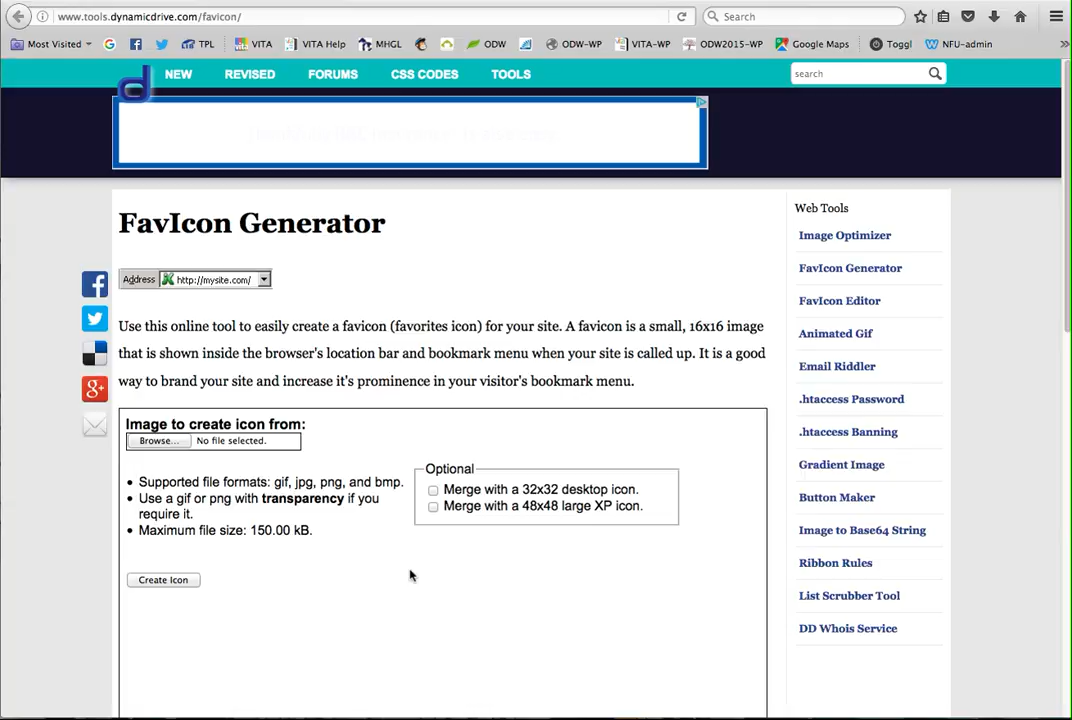 www.tools.dynamicdrive.com/favicon/
Search
Most Visited
TPL
VITA
VITA Help
MHGL
ODW
ODW-WP
VITA-WP
ODW2015-WP
Google Maps
Toggl
NFU-admin
NEW
REVISED
FORUMS
CSS CODES
TOOLS
search
FavIcon Generator
Address
http://mysite.com/
Use this online tool to easily create a favicon (favorites icon) for your site. A favicon is a small, 16x16 image
that is shown inside the browser's location bar and bookmark menu when your site is called up. It is a good
way to brand your site and increase it's prominence in your visitor's bookmark menu.
Image to create icon from:
Browse... No file selected.
• Supported file formats: gif, jpg, png, and bmp.
• Use a gif or png with transparency if you
require it.
• Maximum file size: 150.00 kB.
Optional
Merge with a 32x32 desktop icon.
Merge with a 48x48 large XP icon.
Create Icon
Web Tools
Image Optimizer
FavIcon Generator
FavIcon Editor
Animated Gif
Email Riddler
.htaccess Password
.htaccess Banning
Gradient Image
Button Maker
Image to Base64 String
Ribbon Rules
List Scrubber Tool
DD Whois Service